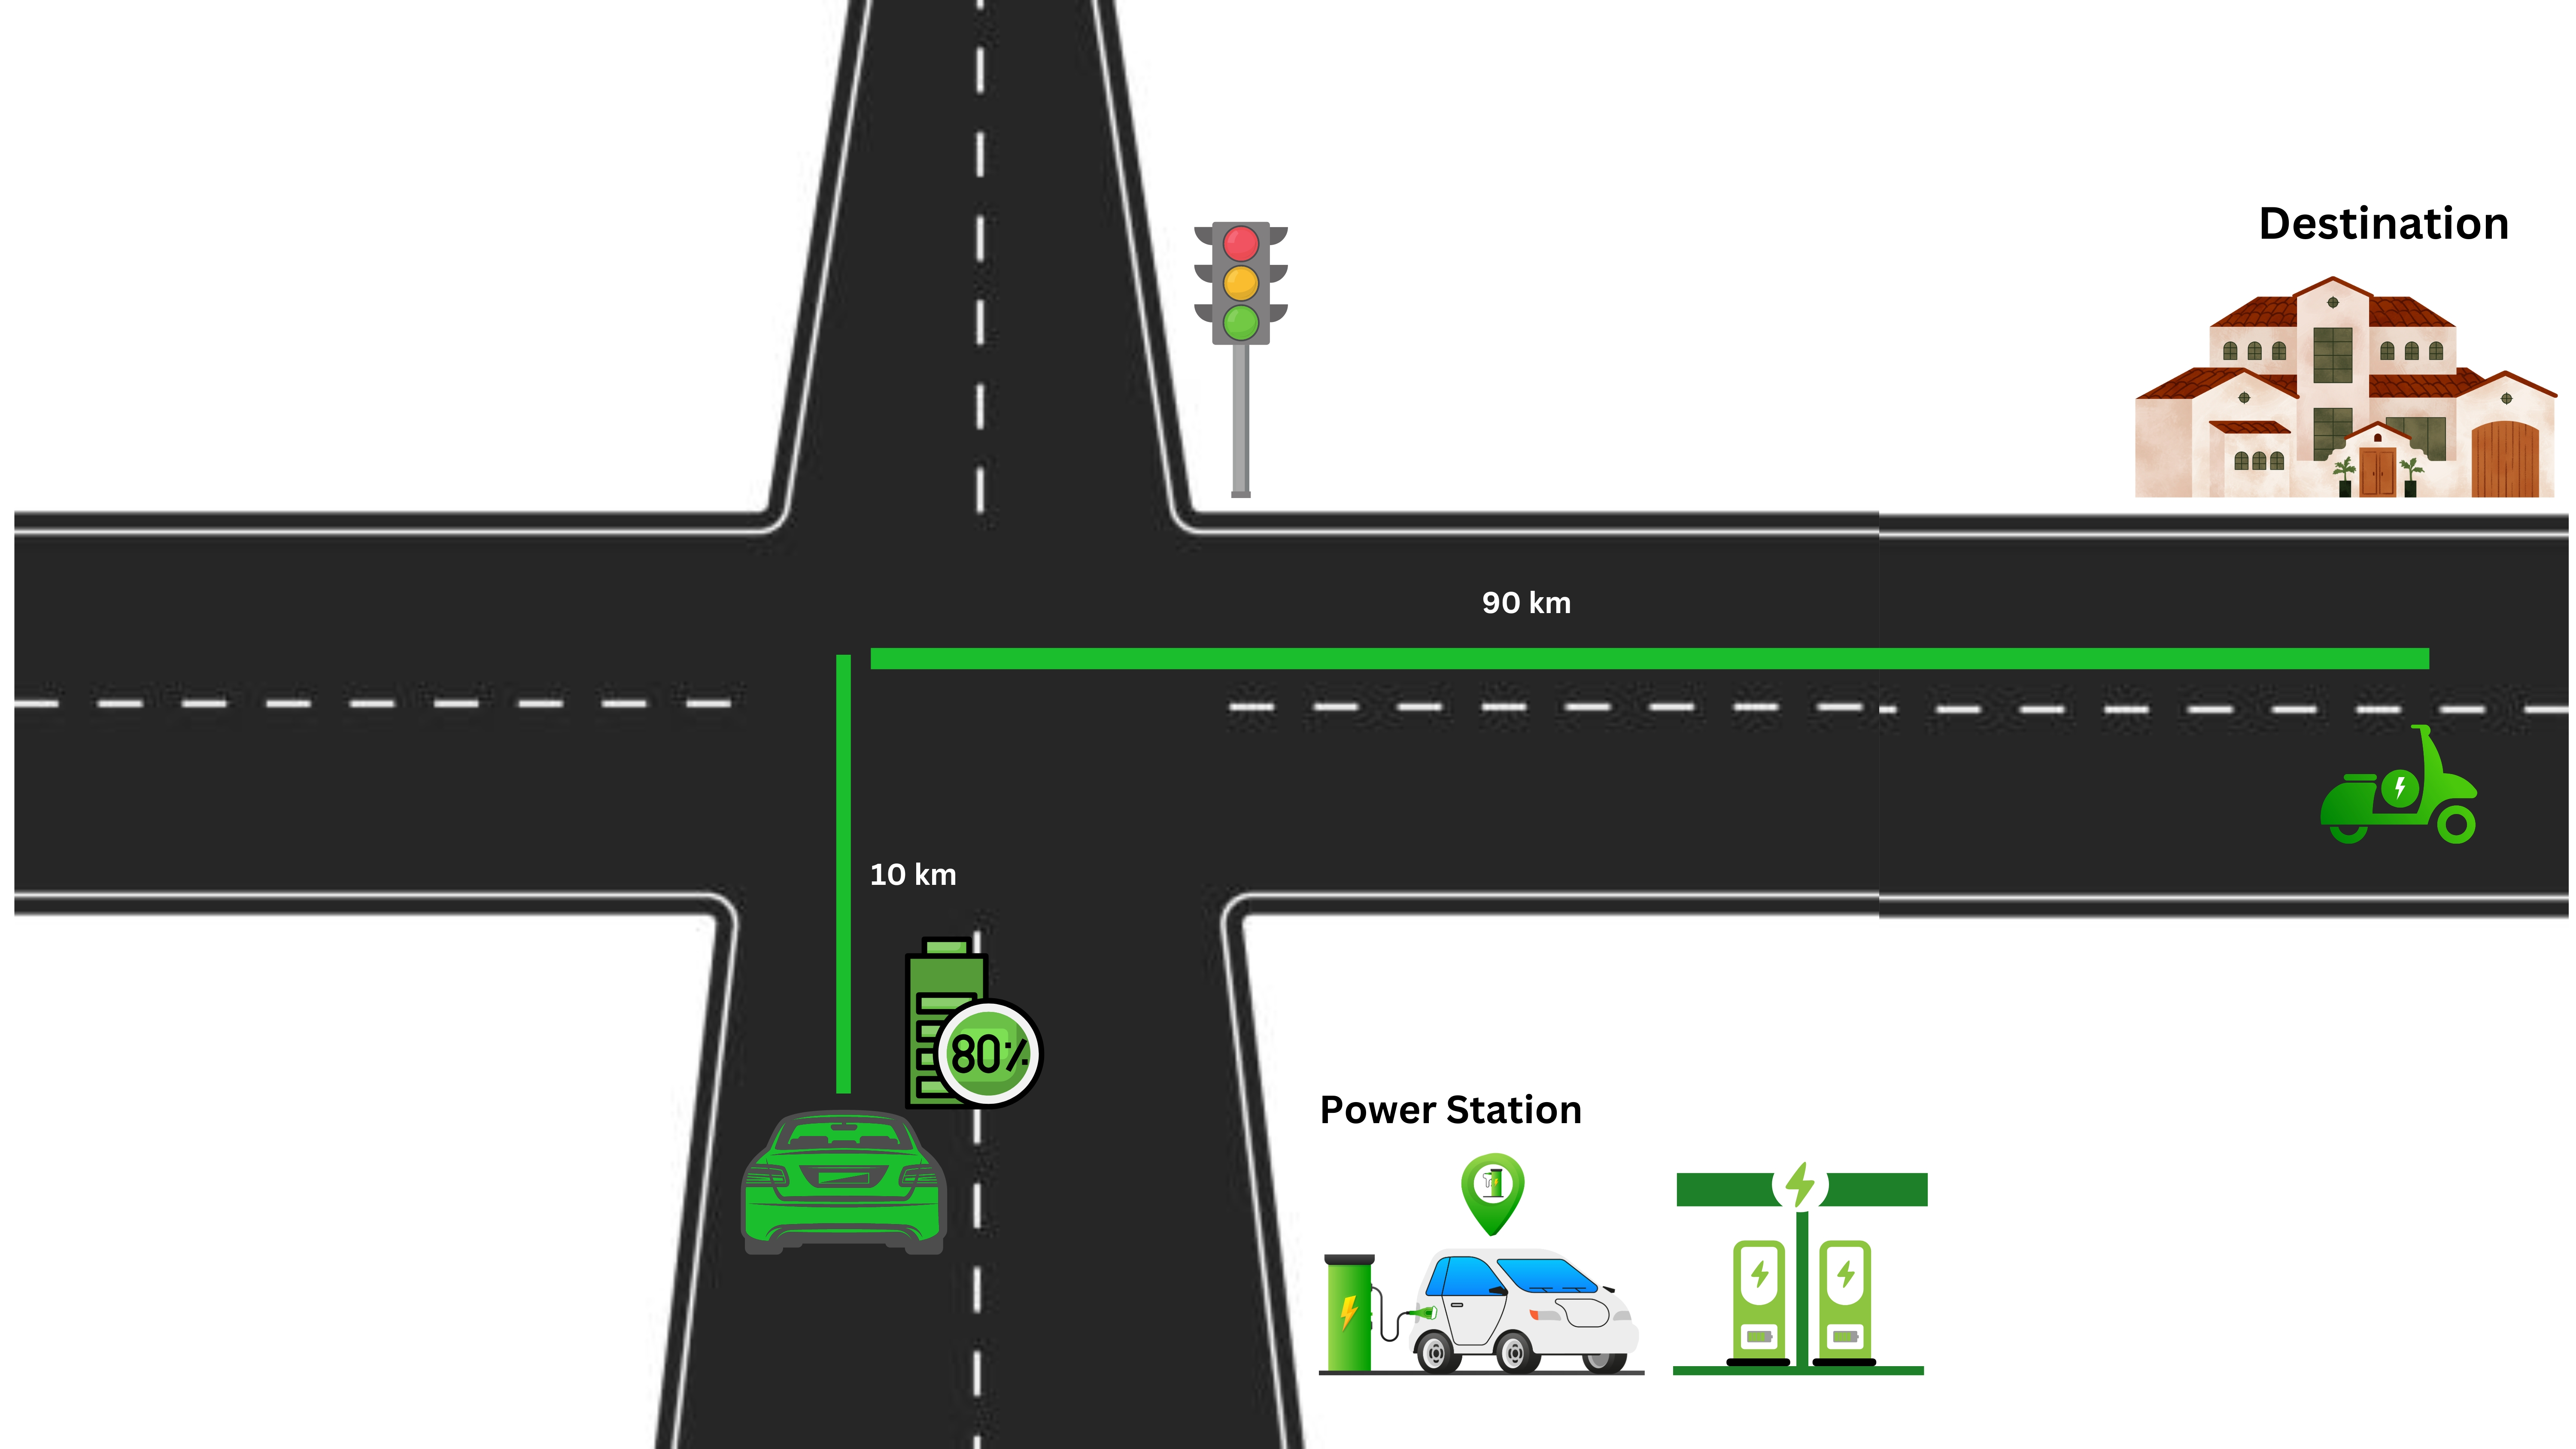 Destination
90 km
10 km
80%
Power Station